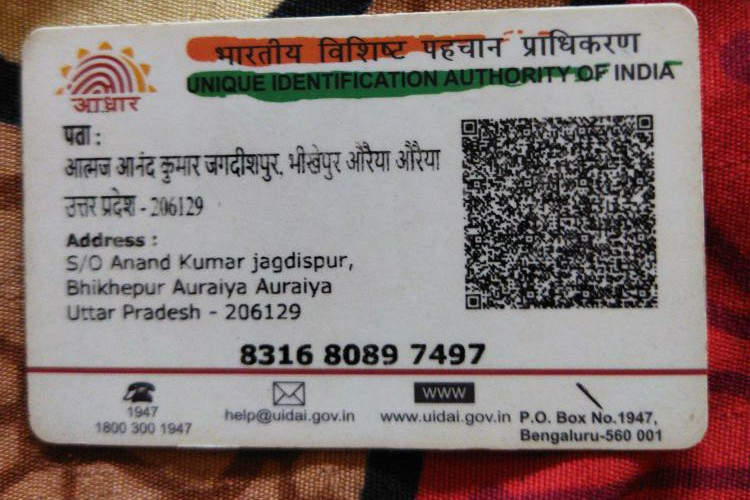 भारतीय विशिष्ट पहचान प्राधिकरण
UNIQUE IDENTIFICATION AUTHORITY OF INDIA
आधार
पता :
आत्मज आनंद कुमार जगदीशपुर, भीखेपुर औरैया औरैया
उत्तर प्रदेश - 206129
Address :
S/O Anand Kumar jagdispur,
Bhikhepur Auraiya Auraiya
Uttar Pradesh - 206129
8316 8089 7497
1947
1800 300 1947
help@uidai.gov.in
WWW
www.uidai.gov.in
P.O. Box No.1947,
Bengaluru-560 001